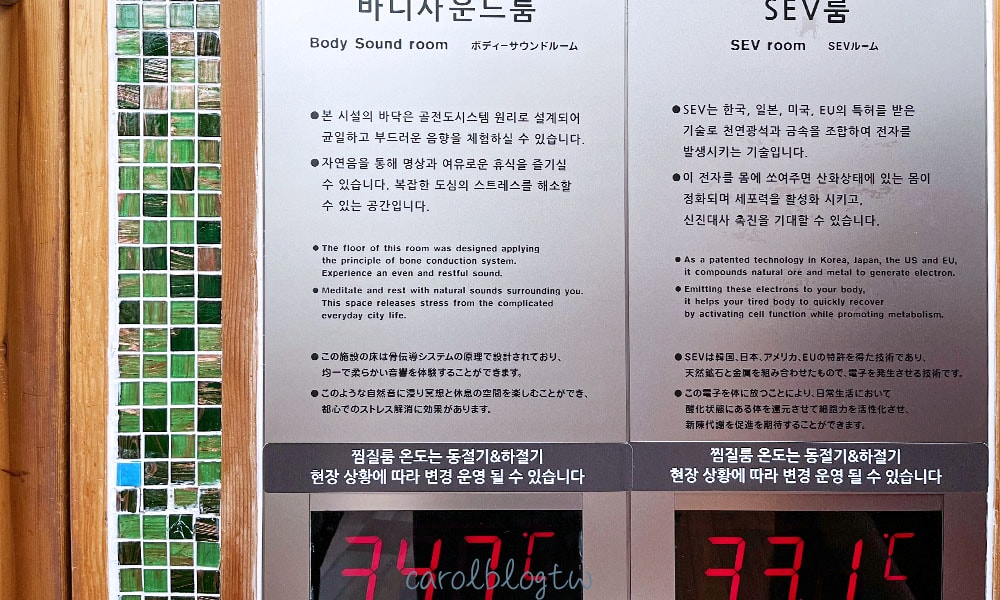 바디사운드룸
Body Sound room ボディーサウンドルーム
●본 시설의 바닥은 골전도시스템 원리로 설계되어
균일하고 부드러운 음향을 체험하실 수 있습니다.
●자연음을 통해 명상과 여유로운 휴식을 즐기실
수 있습니다. 복잡한 도심의 스트레스를 해소할
수 있는 공간입니다.
● The floor of this room was designed applying
the principle of bone conduction system.
Experience an even and restful sound.
● Meditate and rest with natural sounds surrounding you.
This space releases stress from the complicated
everyday city life.
● この施設の床は骨伝導システムの原理で設計されており、
均一で柔らかい音響を体験することができます。
● このような自然音に浸り冥想と休息の空間を楽しむことができ、
都心でのストレス解消に効果があります。
찜질룸 온도는 동절기&하절기
현장 상황에 따라 변경 운영 될 수 있습니다
34.7℃
SEV룸
SEV room SEVルーム
●SEV는 한국, 일본, 미국, EU의 특허를 받은
기술로 천연광석과 금속을 조합하여 전자를
발생시키는 기술입니다.
●이 전자를 몸에 쏘여주면 산화상태에 있는 몸이
정화되며 세포력을 활성화 시키고,
신진대사 촉진을 기대할 수 있습니다.
● As a patented technology in Korea, Japan, the US and EU,
it compounds natural ore and metal to generate electron.
● Emitting these electrons to your body,
it helps your tired body to quickly recover
by activating cell function while promoting metabolism.
● SEVは韓国、日本、アメリカ、EUの特許を得た技術であり、
天然鉱石と金属を組み合わせたもので、電子を発生させる技術です。
● この電子を体に放つことにより、日常生活において
酸化状態にある体を還元させて細胞力を活性化させ、
新陳代謝を促進を期待することができます。
찜질룸 온도는 동절기&하절기
현장 상황에 따라 변경 운영 될 수 있습니다
33.1℃
carolblogtw